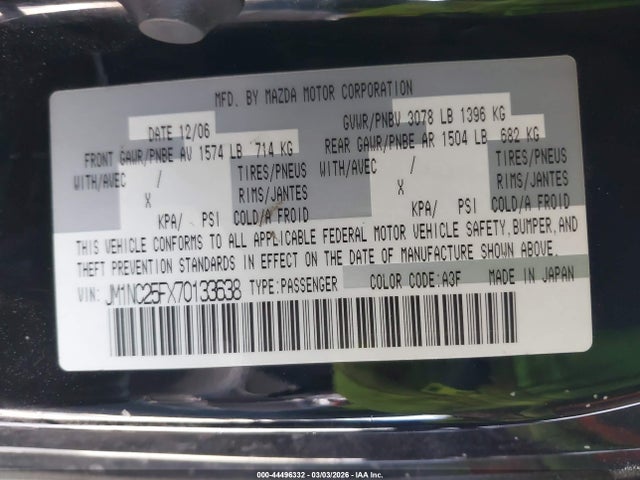 MFD. BY MAZDA MOTOR CORPORATION
DATE 12/06 GVWR/PNBV 3078 LB 1396 KG
FRONT GAWR/PNBE AV 1574 LB 714 KG REAR GAWR/PNBE AR 1504 LB 682 KG
WITH/AVEC / TIRES/PNEUS WITH/AVEC / TIRES/PNEUS
X RIMS/JANTES X RIMS/JANTES
KPA/ PSI COLD/A FROID KPA/ PSI COLD/A FROID
THIS VEHICLE CONFORMS TO ALL APPLICABLE FEDERAL MOTOR VEHICLE SAFETY, BUMPER, AND
THEFT PREVENTION STANDARDS IN EFFECT ON THE DATE OF MANUFACTURE SHOWN ABOVE.
VIN: JM1NC25FX70133638 TYPE:PASSENGER COLOR CODE:A3F MADE IN JAPAN
000-44496332 - 03/03/2026 - IAA Inc.